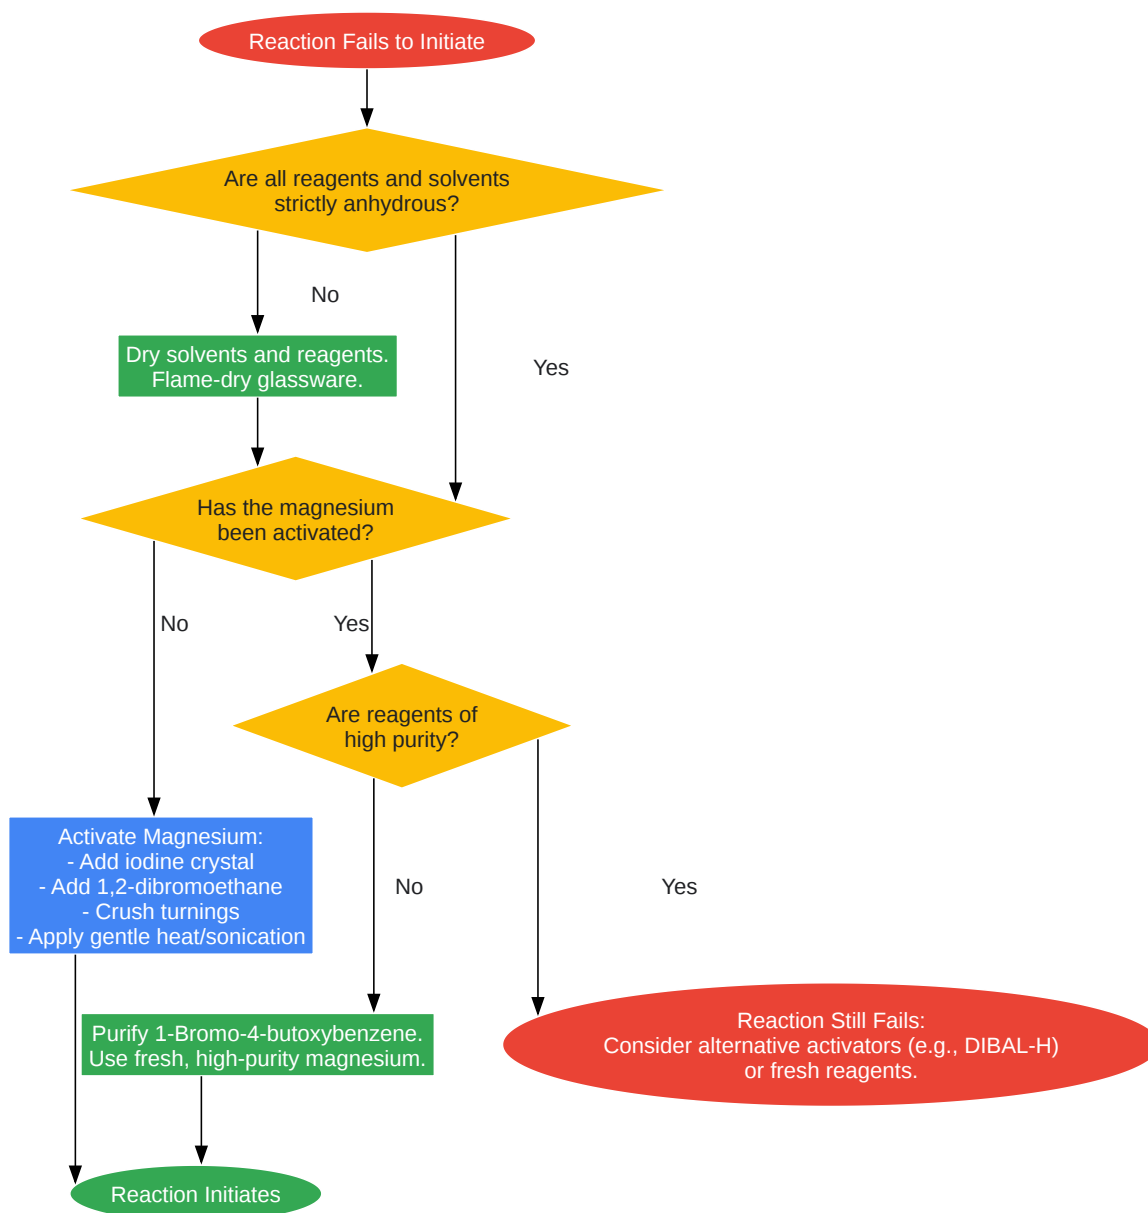 Reaction Fails to Initiate
Are all reagents and solvents
strictly anhydrous?
No
Dry solvents and reagents.
Flame-dry glassware.
Yes
Has the magnesium
been activated?
No
Yes
Are reagents of
high purity?
Activate Magnesium:
- Add iodine crystal
- Add 1,2-dibromoethane
- Crush turnings
- Apply gentle heat/sonication
No
Yes
Purify 1-Bromo-4-butoxybenzene.
Use fresh, high-purity magnesium.
Reaction Still Fails:
Consider alternative activators (e.g., DIBAL-H)
or fresh reagents.
Reaction Initiates